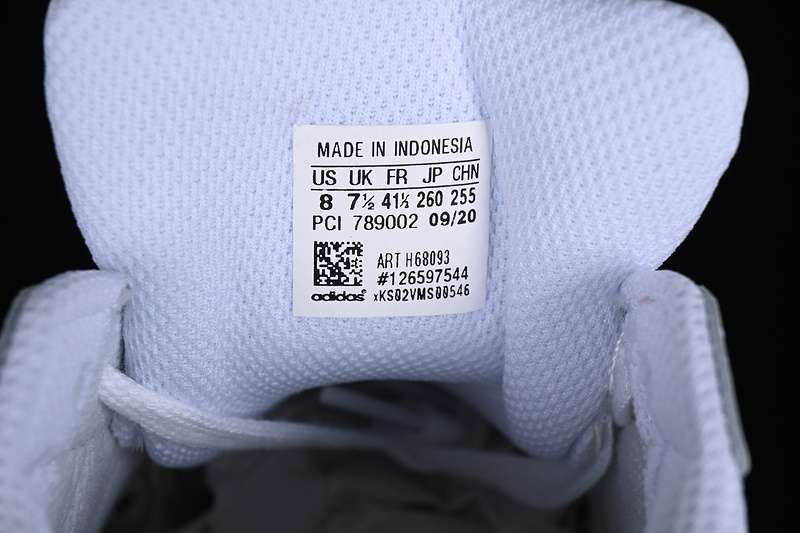 MADE IN INDONESIA
US UK FR JP CHN
8 7½ 41⅓ 260 255
PCI 789002 09/20
ART H68093
#126597544
adidas® xKS02VMS00546